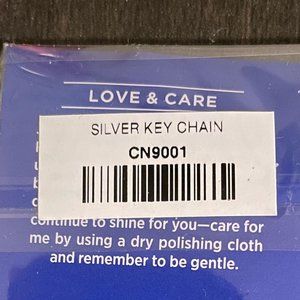 LOVE & CARE
SILVER KEY CHAIN
CN9001
continue to shine for you—care for
me by using a dry polishing cloth
and remember to be gentle.